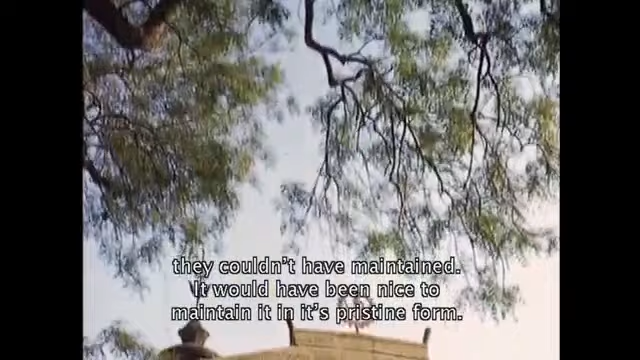 they couldn't have maintained.
It would have been nice to
maintain it in it's pristine form.